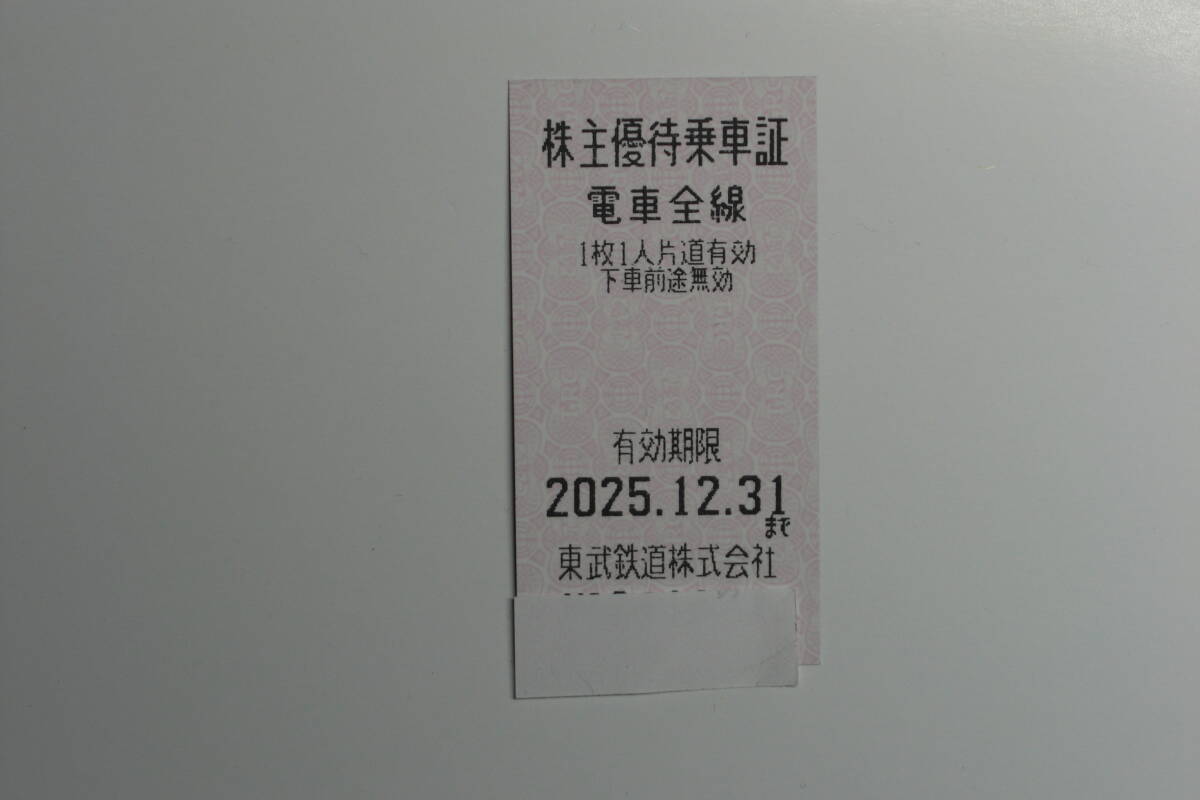 株主優待乗車証
電車全線
1枚1人片道有効
下車前途無効
有効期限
2025.12.31
まで
東武鉄道株式会社